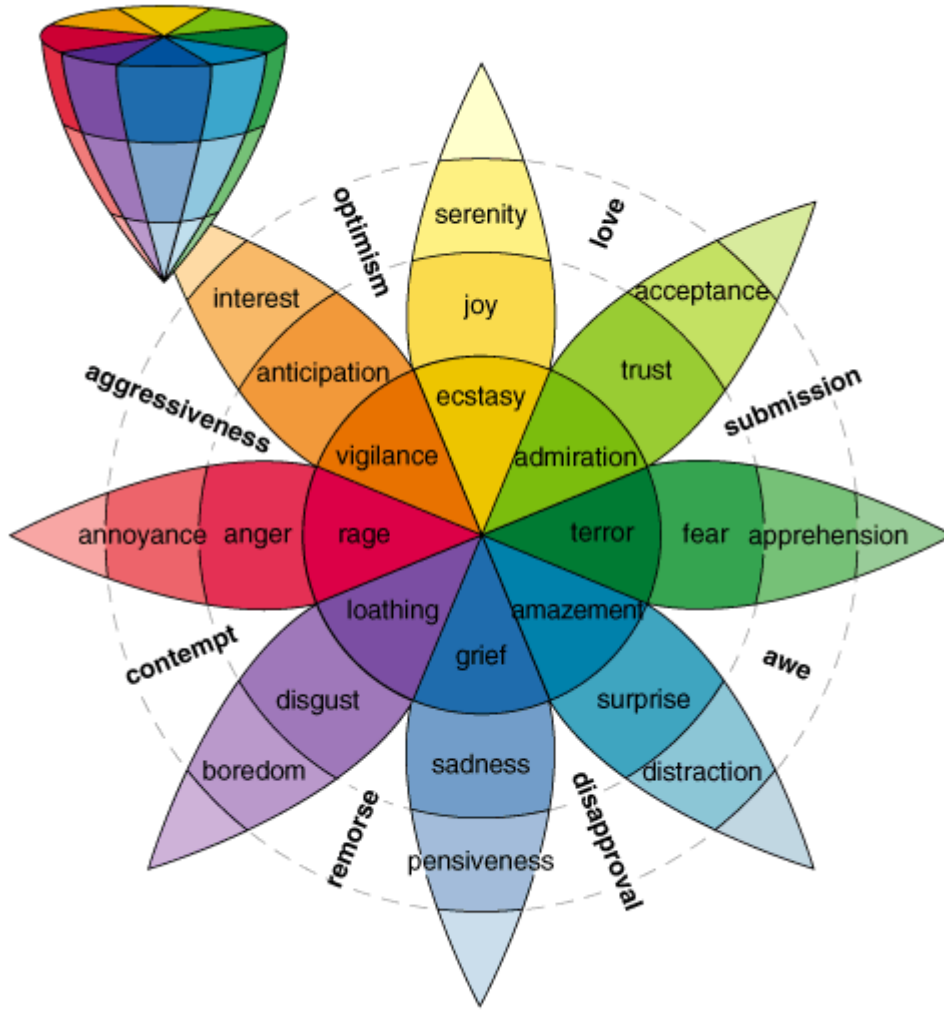 optimism
love
serenity
interest
acceptance
joy
anticipation
trust
aggressiveness
submission
ecstasy
vigilance
admiration
annoyance
anger
rage
terror
fear
apprehension
loathing
amazement
contempt
grief
awe
disgust
surprise
boredom
sadness
distraction
remorse
disapproval
pensiveness